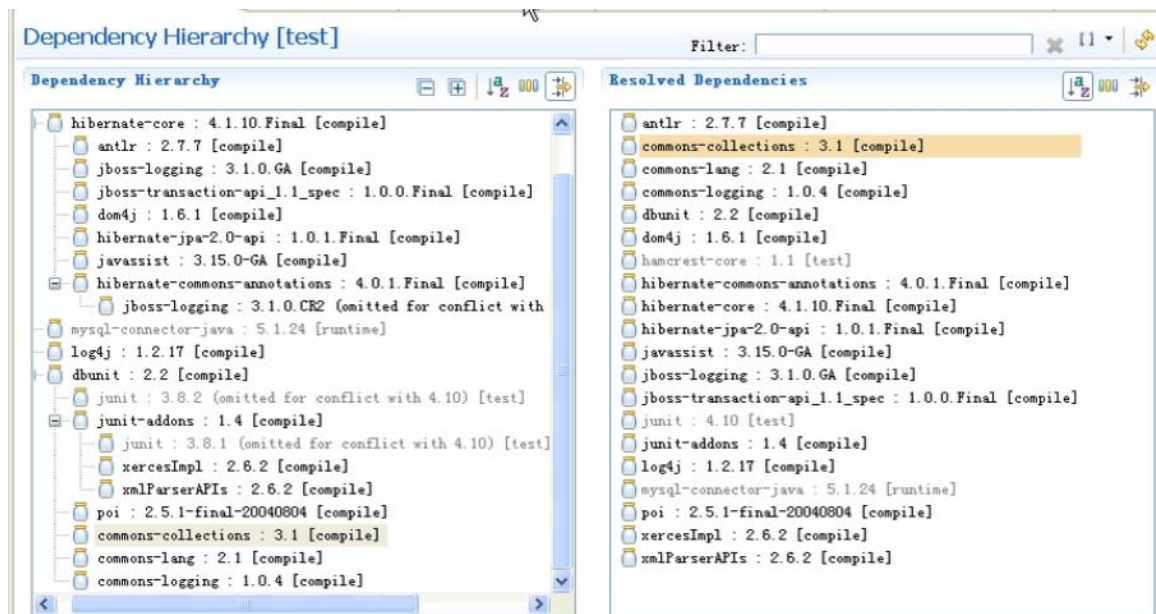 Dependency Hierarchy [test]
Filter:
Dependency Hierarchy
hibernate-core : 4.1.10.Final [compile]
antlr : 2.7.7 [compile]
jboss-logging : 3.1.0.GA [compile]
jboss-transaction-api_1.1_spec : 1.0.0.Final [compile]
dom4j : 1.6.1 [compile]
hibernate-jpa-2.0-api : 1.0.1.Final [compile]
javassist : 3.15.0-GA [compile]
hibernate-commons-annotations : 4.0.1.Final [compile]
jboss-logging : 3.1.0.CR2 (omitted for conflict with
mysql-connector-java : 5.1.24 [runtime]
log4j : 1.2.17 [compile]
dbunit : 2.2 [compile]
junit : 3.8.2 (omitted for conflict with 4.10) [test]
junit-addons : 1.4 [compile]
junit : 3.8.1 (omitted for conflict with 4.10) [test]
xercesImpl : 2.6.2 [compile]
xmlParserAPIs : 2.6.2 [compile]
poi : 2.5.1-final-20040804 [compile]
commons-collections : 3.1 [compile]
commons-lang : 2.1 [compile]
commons-logging : 1.0.4 [compile]
Resolved Dependencies
antlr : 2.7.7 [compile]
commons-collections : 3.1 [compile]
commons-lang : 2.1 [compile]
commons-logging : 1.0.4 [compile]
dbunit : 2.2 [compile]
dom4j : 1.6.1 [compile]
hamcrest-core : 1.1 [test]
hibernate-commons-annotations : 4.0.1.Final [compile]
hibernate-core : 4.1.10.Final [compile]
hibernate-jpa-2.0-api : 1.0.1.Final [compile]
javassist : 3.15.0-GA [compile]
jboss-logging : 3.1.0.GA [compile]
jboss-transaction-api_1.1_spec : 1.0.0.Final [compile]
junit : 4.10 [test]
junit-addons : 1.4 [compile]
log4j : 1.2.17 [compile]
mysql-connector-java : 5.1.24 [runtime]
poi : 2.5.1-final-20040804 [compile]
xercesImpl : 2.6.2 [compile]
xmlParserAPIs : 2.6.2 [compile]